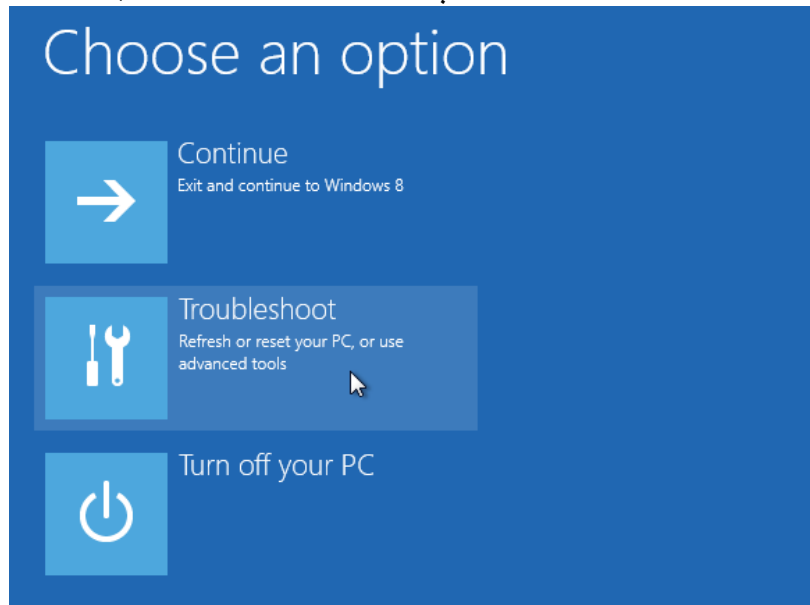 Choose an option
Continue
Exit and continue to Windows 8
Troubleshoot
Refresh or reset your PC, or use
advanced tools
Turn off your PC